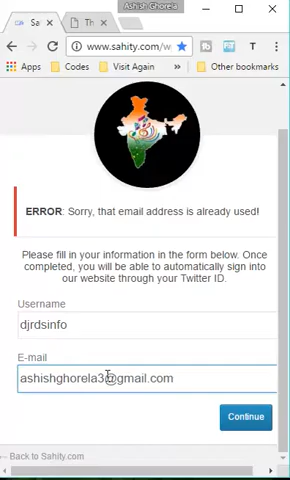 Ashish Ghorela
Sa
Th
www.sahity.com/w
Apps
Codes
Visit Again
»
Other bookmarks
ERROR: Sorry, that email address is already used!
Please fill in your information in the form below. Once
completed, you will be able to automatically sign into
our website through your Twitter ID.
Username
djrdsinfo
E-mail
ashishghorela3@gmail.com
Continue
← Back to Sahity.com